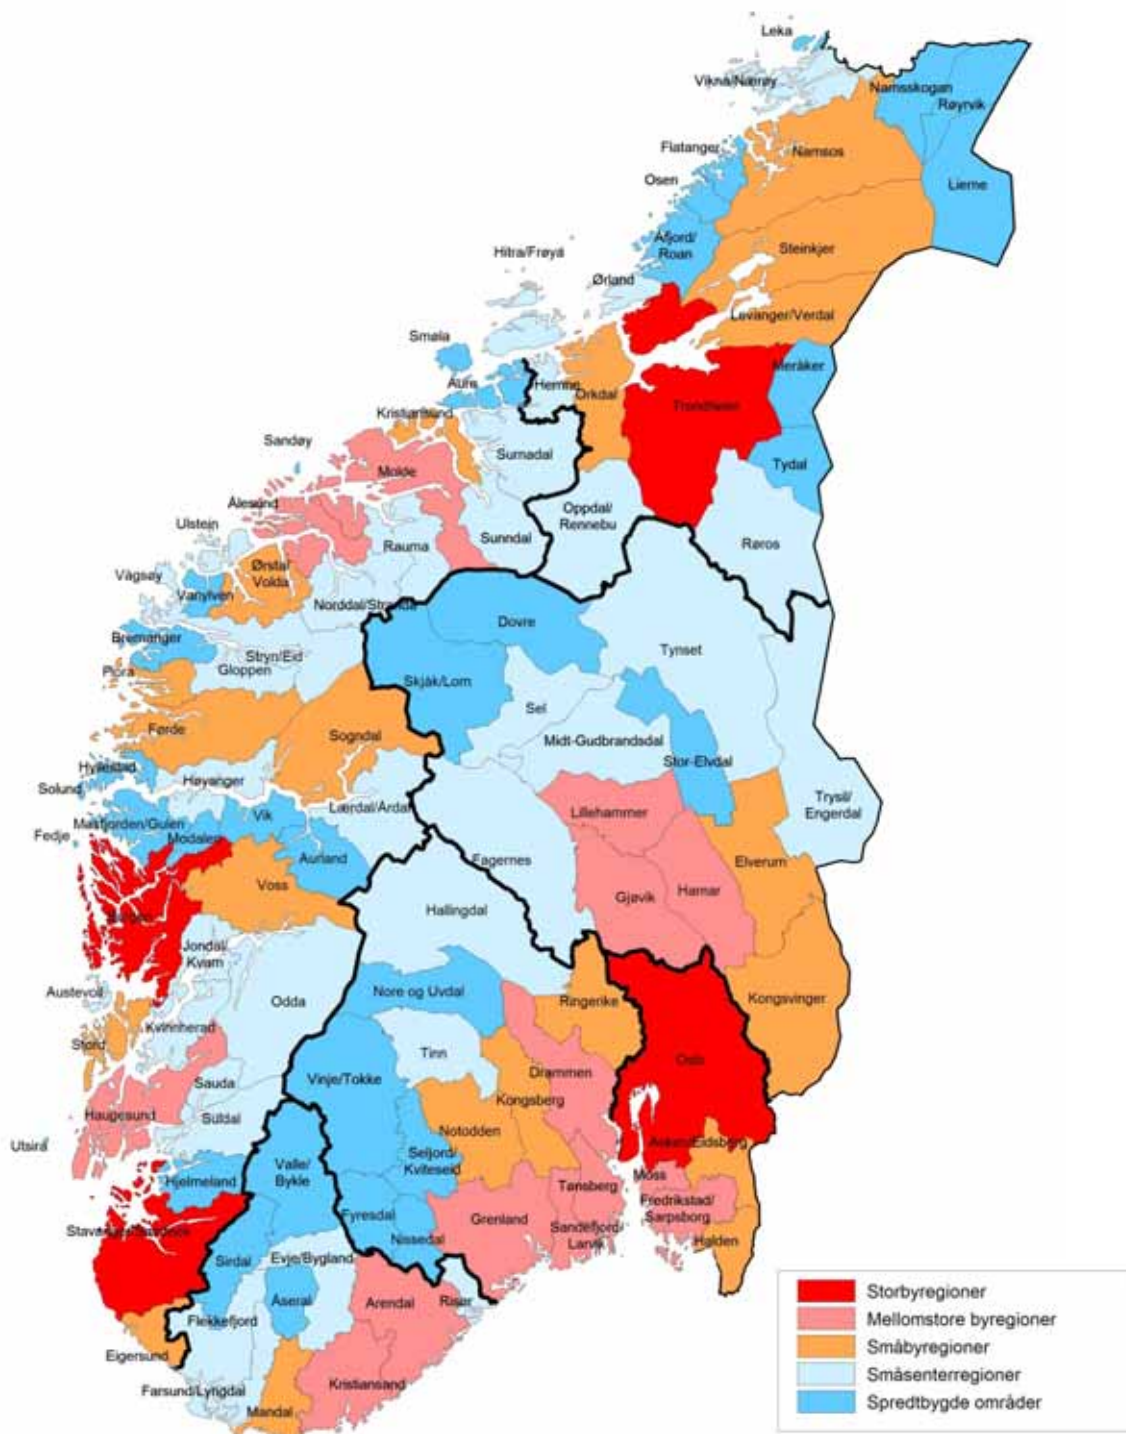 Leka
Vikna/Nærøy
Namsskogan
Røyrvik
Flatanger
Namsos
Osen
Lierne
Åfjord/
Roan
Steinkjer
Hitra/Frøya
Ørland
Levanger/Verdal
Smøla
Meråker
Aure
Hemne
Orkdal
Trondheim
Kristiansund
Sandøy
Surnadal
Molde
Tydal
Ålesund
Oppdal/
Rennebu
Ulstein
Rauma
Sunndal
Røros
Vågsøy
Ørsta/
Volda
Vanylven
Norddal/Stranda
Bremanger
Dovre
Tynset
Stryn/Eid
Flora
Gloppen
Skjåk/Lom
Sel
Førde
Sogndal
Midt-Gudbrandsdal
Stor-Elvdal
Hyllestad
Høyanger
Solund
Trysil/
Engerdal
Lærdal/Årdal
Lillehammer
Masfjorden/Gulen
Vik
Fedje
Modalen
Aurland
Fagernes
Elverum
Voss
Gjøvik
Hamar
Bergen
Hallingdal
Jondal/
Kvam
Austevoll
Nore og Uvdal
Ringerike
Kongsvinger
Odda
Kvinnherad
Stord
Tinn
Oslo
Vinje/Tokke
Drammen
Sauda
Kongsberg
Haugesund
Suldal
Notodden
Askim/Eidsberg
Utsira
Seljord/
Kviteseid
Valle/
Bykle
Hjelmeland
Moss
Tønsberg
Fredrikstad/
Sarpsborg
Fyresdal
Grenland
Stavanger/Sandnes
Sandefjord/
Larvik
Nissedal
Halden
Sirdal
Evje/Bygland
Åseral
Arendal
Risør
Flekkefjord
Eigersund
Kristiansand
Farsund/Lyngdal
Mandal
Storbyregioner
Mellomstore byregioner
Småbyregioner
Småsenterregioner
Spredtbygde områder